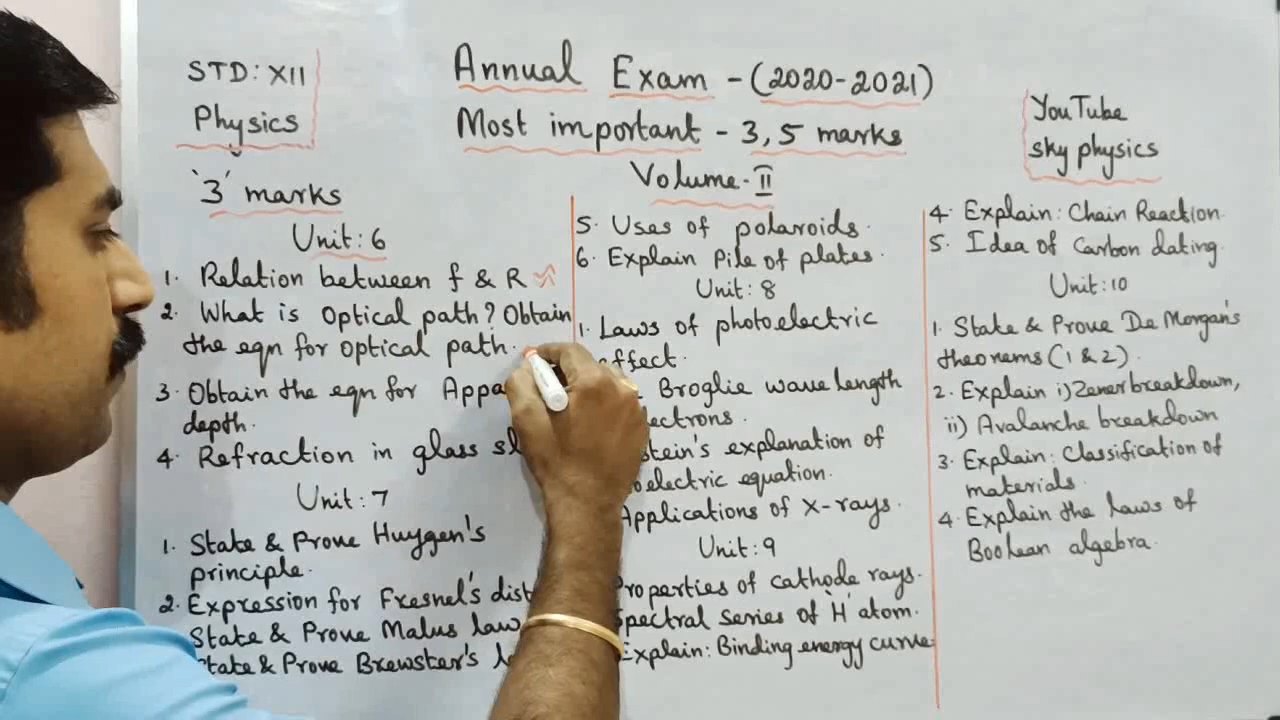 STD: XII
Physics
Annual Exam - (2020-2021)
Most important - 3, 5 marks
Volume - II
YouTube
sky physics
'3' marks
Unit: 6
1. Relation between f & R
2. What is Optical path? Obtain
the eqn for Optical path.
3. Obtain the eqn for
depth.
4. Refraction in glass
Unit: 7
1. State & Prove Huygen's
principle.
2. Expression for Fresnel's
State & Prove Malus law
State & Prove Brewster's
5. Uses of polaroids.
6. Explain Pile of plates.
Unit: 8
1. Laws of photoelectric
effect.
Broglie wave length
explanation of
equation.
Applications of X-rays.
Unit: 9
Properties of cathode rays.
Spectral series of 'H' atom.
Explain: Binding energy curve
4. Explain: Chain Reaction.
5. Idea of Carbon dating.
Unit: 10
1. State & Prove De Morgan's
theorems (1 & 2).
2. Explain i) Zener breakdown,
ii) Avalanche breakdown
3. Explain: Classification of
materials.
4. Explain the laws of
Boolean algebra.